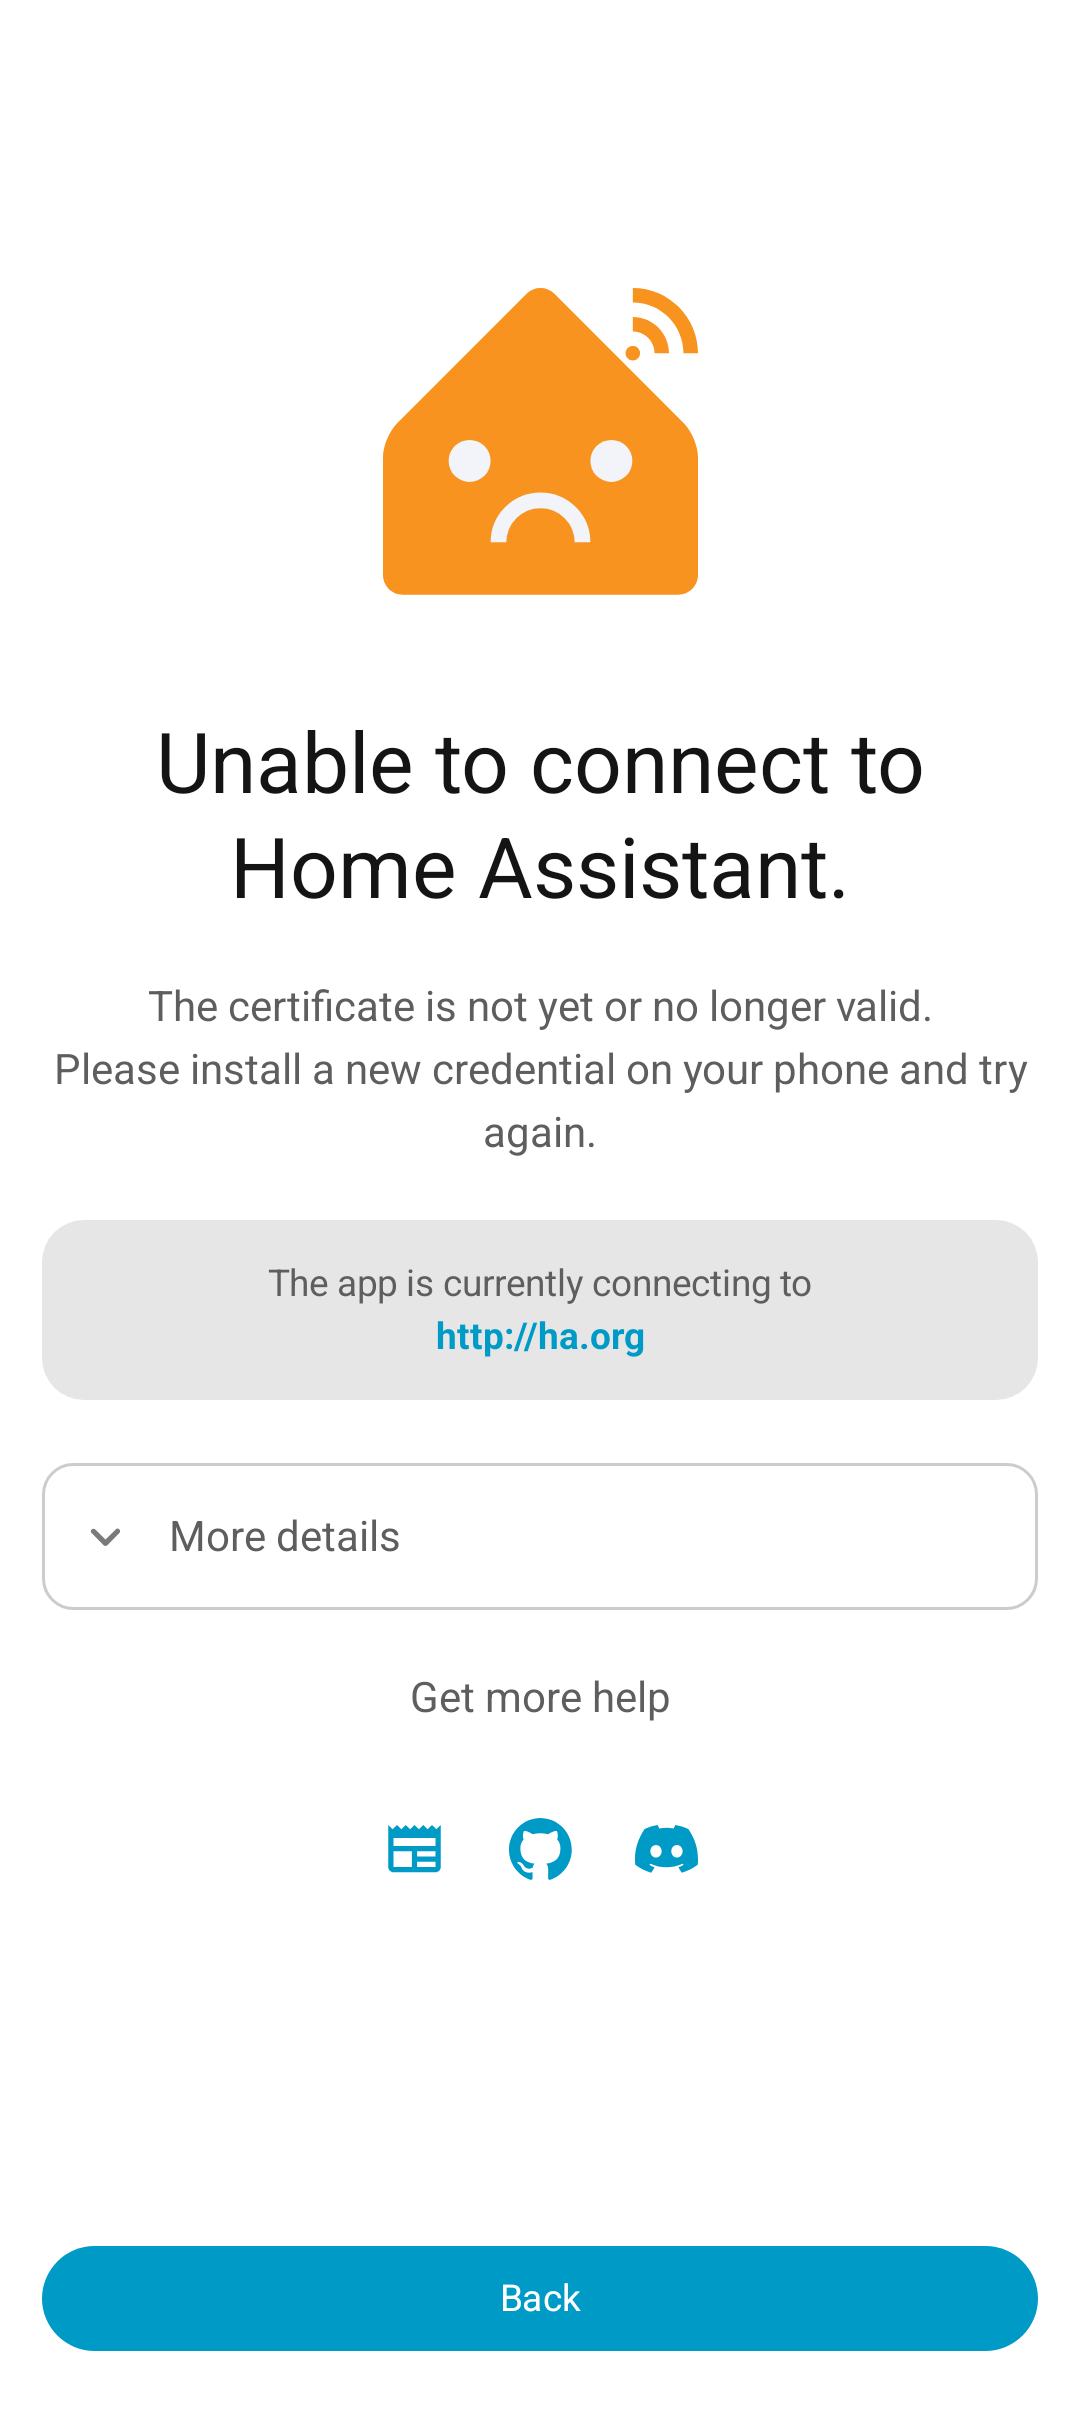 Unable to connect to
Home Assistant.
The certificate is not yet or no longer valid.
Please install a new credential on your phone and try
again.
The app is currently connecting to
http://ha.org
More details
Get more help
Back